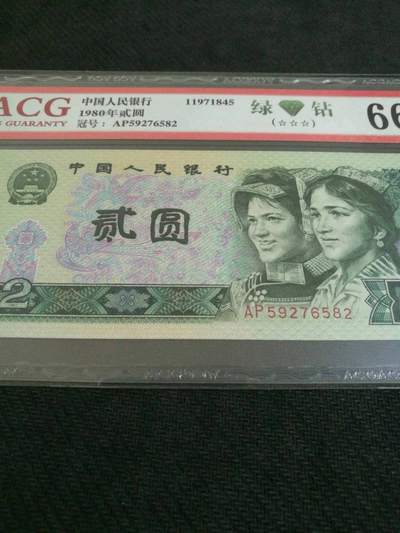 ACG
GUARANTY
中国人民银行
1980年贰圆
冠号： AP59276582
11971845
绿 钻
(☆☆☆)
66
中国人民银行
贰圆
2
AP59276582